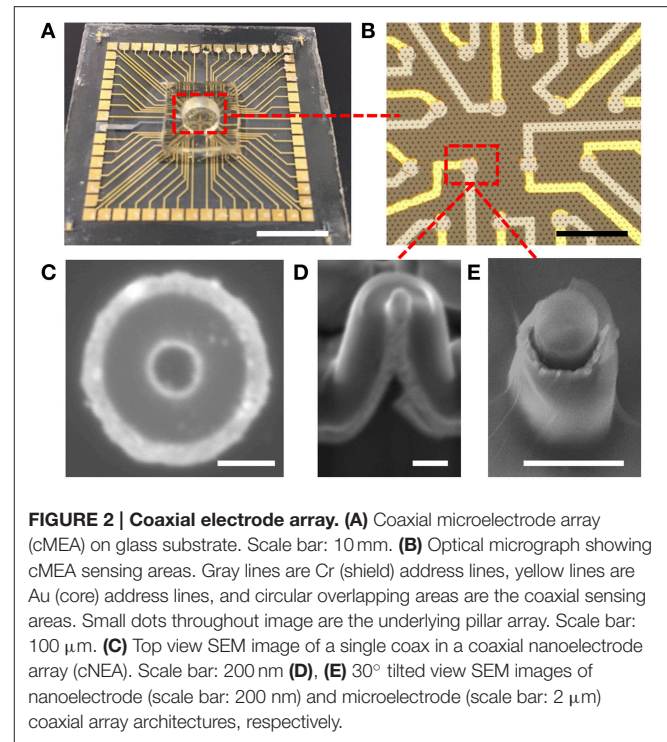 A
B
C
D
E
FIGURE 2 | Coaxial electrode array. (A) Coaxial microelectrode array
(cMEA) on glass substrate. Scale bar: 10 mm. (B) Optical micrograph showing
cMEA sensing areas. Gray lines are Cr (shield) address lines, yellow lines are
Au (core) address lines, and circular overlapping areas are the coaxial sensing
areas. Small dots throughout image are the underlying pillar array. Scale bar:
100 μm. (C) Top view SEM image of a single coax in a coaxial nanoelectrode
array (cNEA). Scale bar: 200 nm (D), (E) 30° tilted view SEM images of
nanoelectrode (scale bar: 200 nm) and microelectrode (scale bar: 2 μm)
coaxial array architectures, respectively.